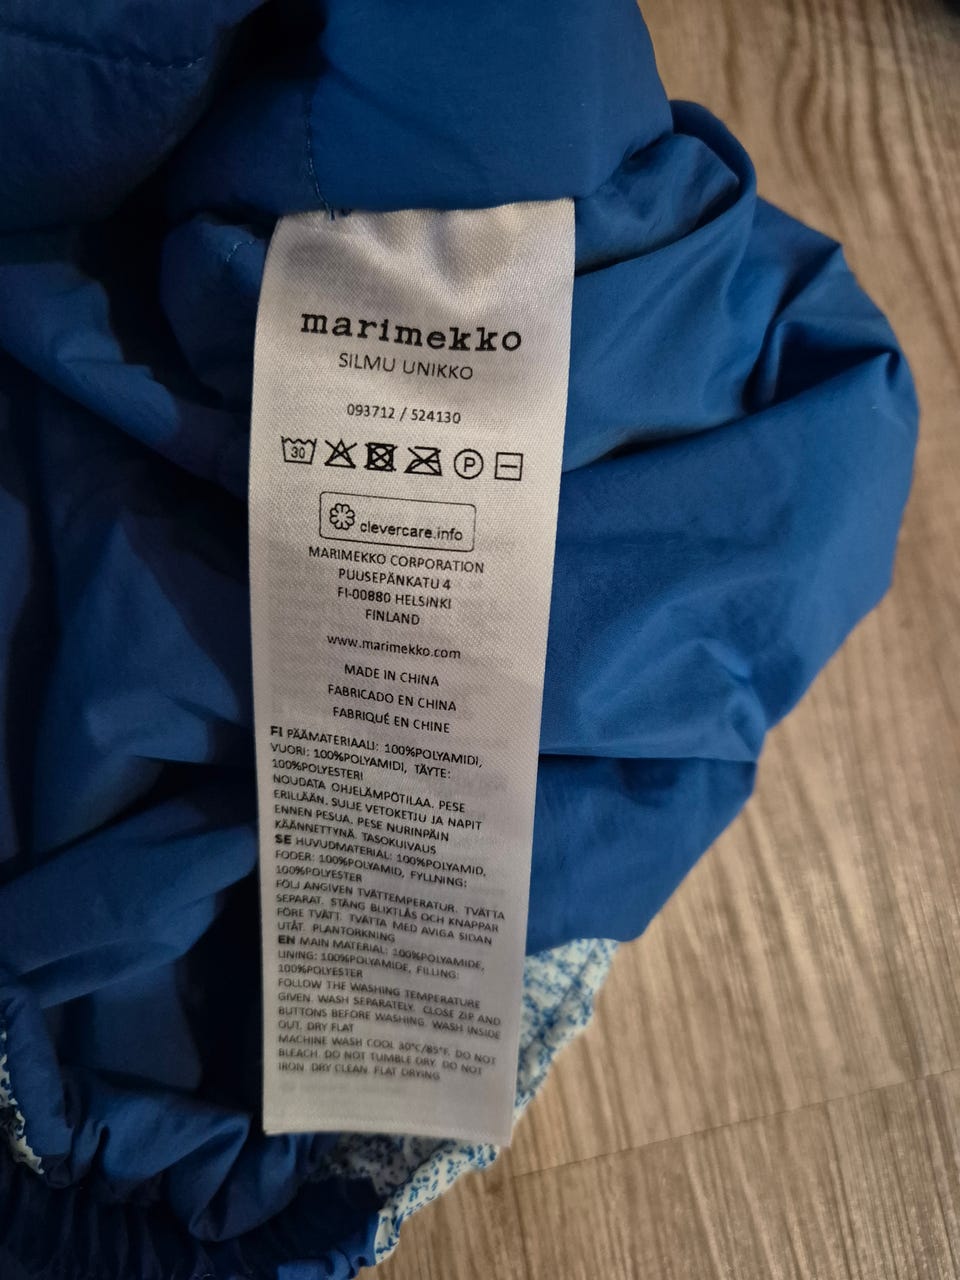 marimekko
SILMU UNIKKO
093712 / 524130
30 P
clevercare.info
MARIMEKKO CORPORATION
PUUSEPÄNKATU 4
FI-00880 HELSINKI
FINLAND
www.marimekko.com
MADE IN CHINA
FABRICADO EN CHINA
FABRIQUÉ EN CHINE
FI PÄÄMATERIAALI: 100%POLYAMIDI,
VUORI: 100%POLYAMIDI, TÄYTE:
100%POLYESTERI
NOUDATA OHJELÄMPÖTILAA. PESE
ERILLÄÄN. SULJE VETOKETJU JA NAPIT
ENNEN PESUA. PESE NURINPÄIN
KÄÄNNETTYNÄ. TASOKUIVAUS
SE HUVUDMATERIAL: 100%POLYAMID,
FODER: 100%POLYAMID, FYLLNING:
100%POLYESTER
FÖLJ ANGIVEN TVÄTTEMPERATUR. TVÄTTA
SEPARAT. STÄNG BLIXTLÅS OCH KNAPPAR
FÖRE TVÄTT. TVÄTTA MED AVIGA SIDAN
UTÅT. PLANTORKNING
EN MAIN MATERIAL: 100%POLYAMIDE,
LINING: 100%POLYAMIDE, FILLING:
100%POLYESTER
FOLLOW THE WASHING TEMPERATURE
GIVEN. WASH SEPARATELY. CLOSE ZIP AND
BUTTONS BEFORE WASHING. WASH INSIDE
OUT. DRY FLAT
MACHINE WASH COOL 30°C/85°F. DO NOT
BLEACH. DO NOT TUMBLE DRY. DO NOT
IRON. DRY CLEAN. FLAT DRYING